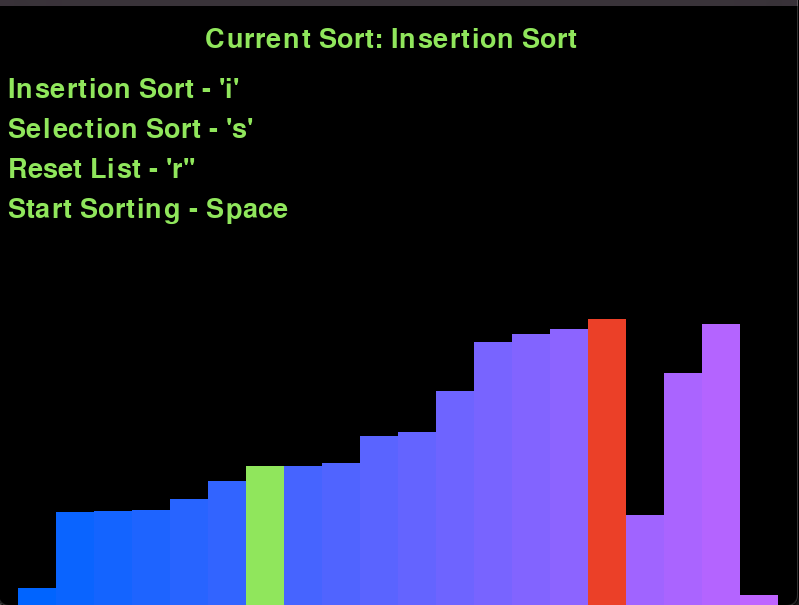 Current Sort: Insertion Sort
Insertion Sort - 'i'
Selection Sort - 's'
Reset List - 'r"
Start Sorting - Space